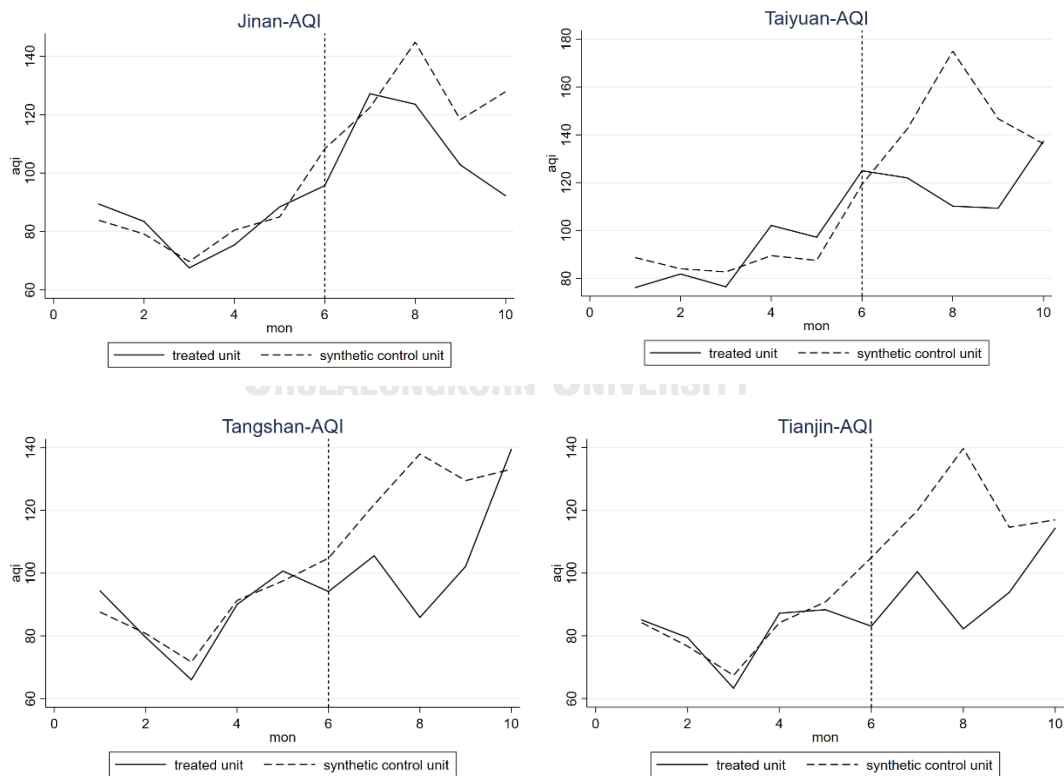 Jinan-AQI
140
120
100
80
60
aqi
0 2 4 6 8 10
mon
treated unit synthetic control unit
Taiyuan-AQI
180
160
140
120
100
80
aqi
0 2 4 6 8 10
mon
treated unit synthetic control unit
CHULALONGKORN UNIVERSITY
Tangshan-AQI
140
120
100
80
60
aqi
0 2 4 6 8 10
mon
treated unit synthetic control unit
Tianjin-AQI
140
120
100
80
60
aqi
0 2 4 6 8 10
mon
treated unit synthetic control unit